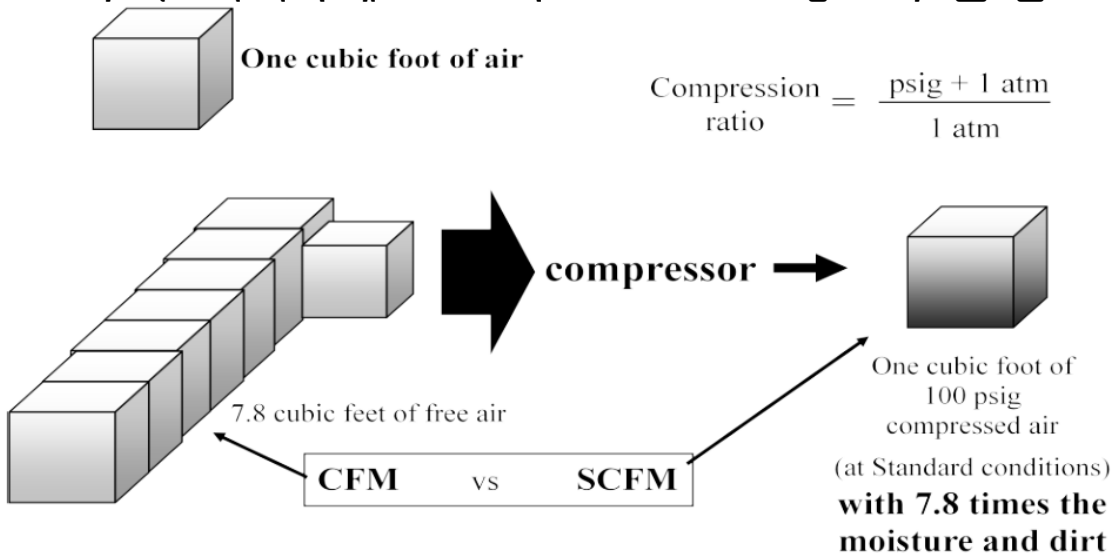 One cubic foot of air
Compression ratio = psig + 1 atm / 1 atm
compressor
7.8 cubic feet of free air
CFM vs SCFM
One cubic foot of
100 psig
compressed air
(at Standard conditions)
with 7.8 times the
moisture and dirt